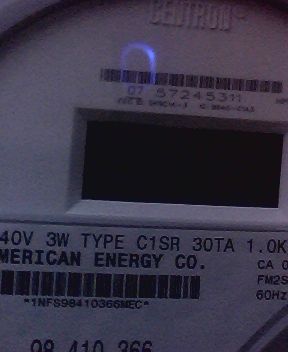 CENTRON
07 57245311
40V 3W TYPE C1SR 30TA 1.0K
MERICAN ENERGY CO.
CA 0
FM2S
60Hz
*1NFS98410366MEC*
98 410 366